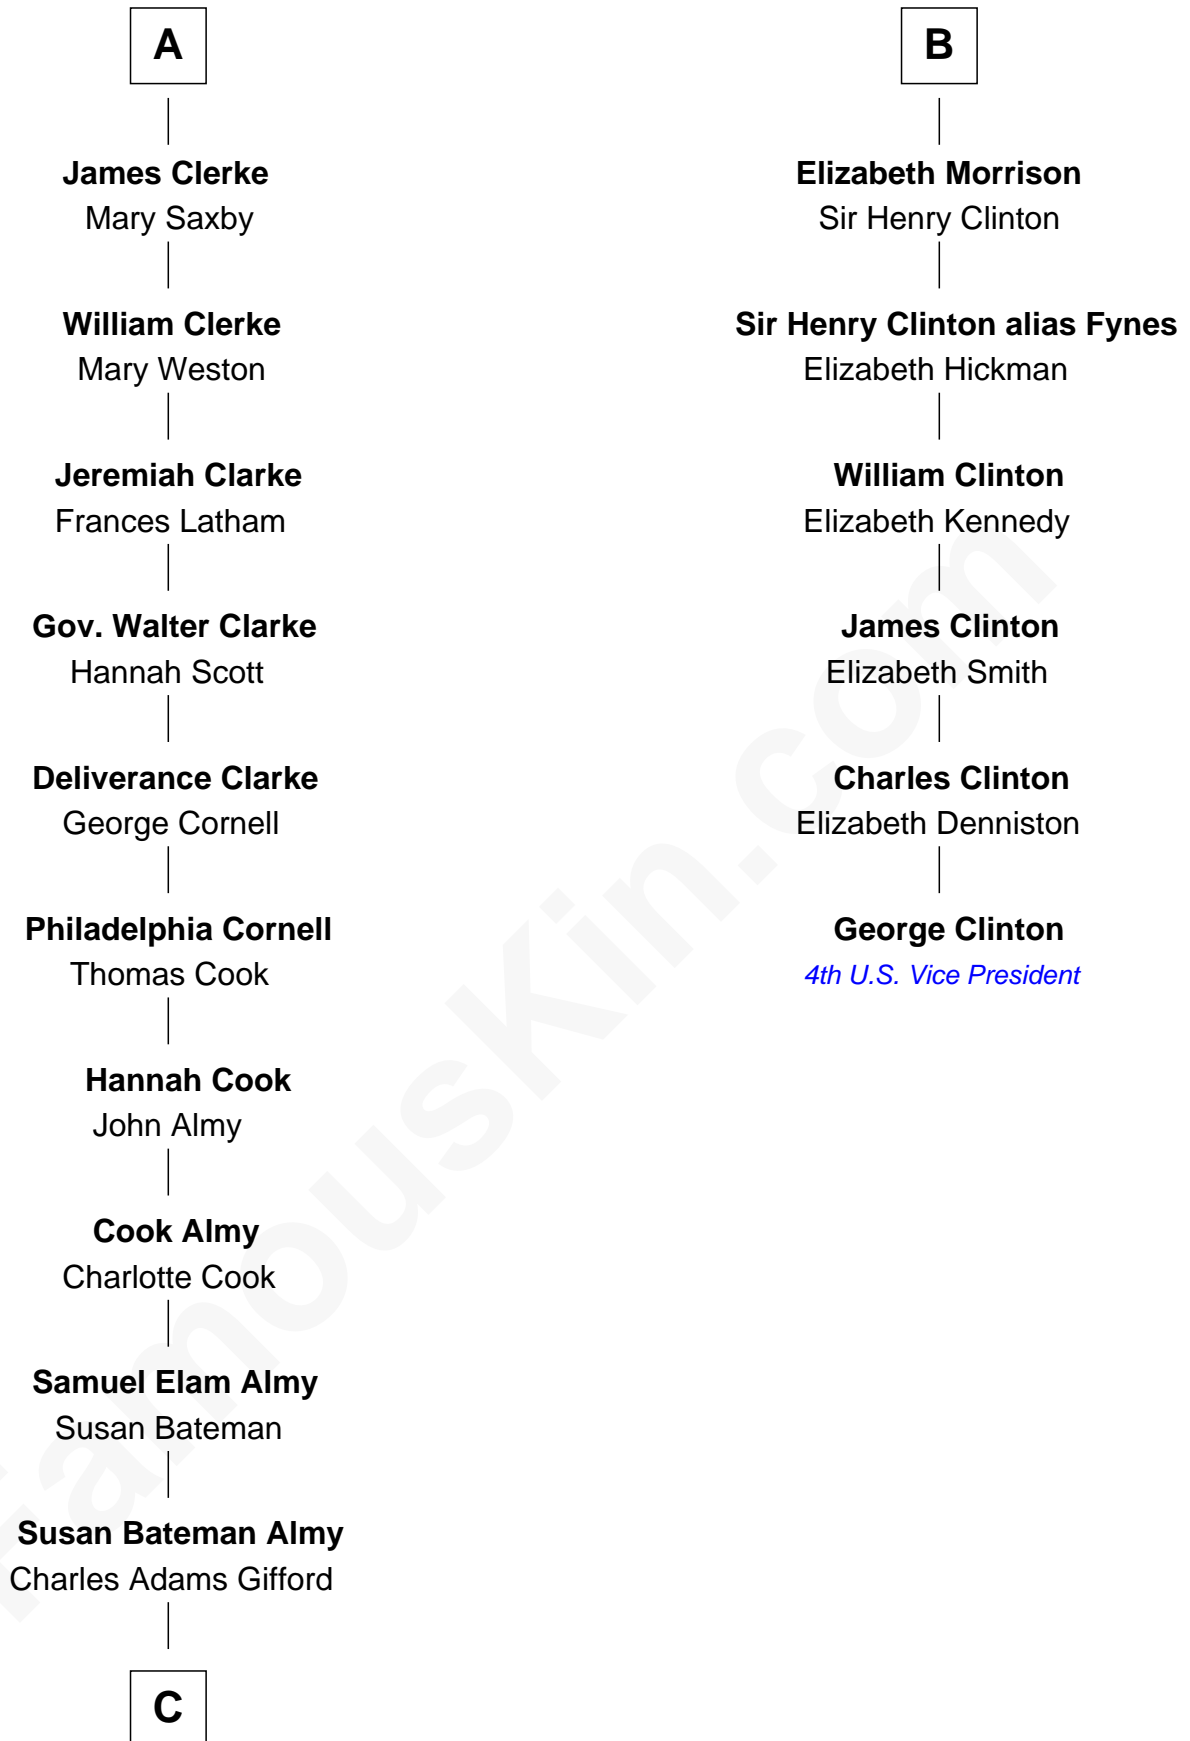 A
James Clerke
Mary Saxby
William Clerke
Mary Weston
Jeremiah Clarke
Frances Latham
Gov. Walter Clarke
Hannah Scott
Deliverance Clarke
George Cornell
Philadelphia Cornell
Thomas Cook
Hannah Cook
John Almy
Cook Almy
Charlotte Cook
Samuel Elam Almy
Susan Bateman
Susan Bateman Almy
Charles Adams Gifford
C
B
Elizabeth Morrison
Sir Henry Clinton
Sir Henry Clinton alias Fynes
Elizabeth Hickman
William Clinton
Elizabeth Kennedy
James Clinton
Elizabeth Smith
Charles Clinton
Elizabeth Denniston
George Clinton
4th U.S. Vice President
FamousKin.com